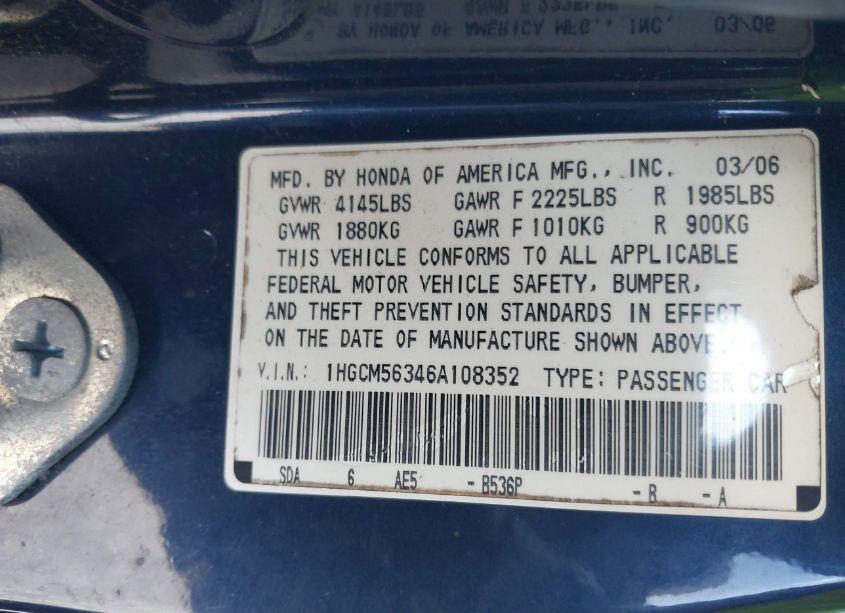 MFD. BY HONDA OF AMERICA MFG., INC. 03/06
GVWR 4145LBS GAWR F 2225LBS R 1985LBS
GVWR 1880KG GAWR F 1010KG R 900KG
THIS VEHICLE CONFORMS TO ALL APPLICABLE
FEDERAL MOTOR VEHICLE SAFETY, BUMPER,
AND THEFT PREVENTION STANDARDS IN EFFECT
ON THE DATE OF MANUFACTURE SHOWN ABOVE.
V.I.N.: 1HGCM56346A108352 TYPE: PASSENGER CAR
SDA 6 AE5 - B536P - B - A